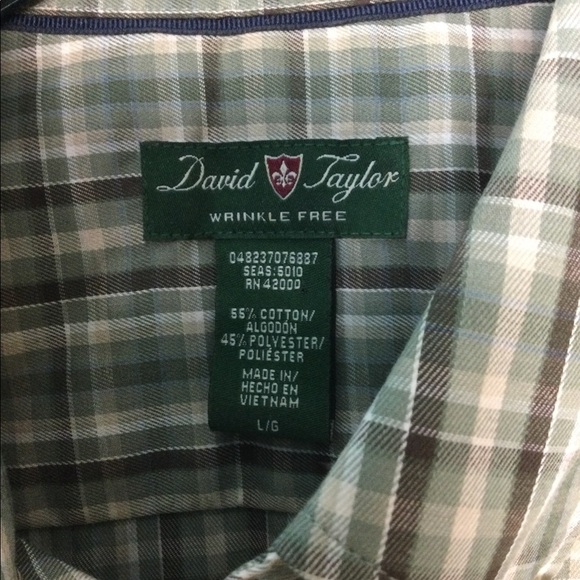 David Taylor
WRINKLE FREE
048237076887
SEAS:5010
RN 42000
55% COTTON/
ALGODÓN
45% POLYESTER/
POLIÉSTER
MADE IN/
HECHO EN
VIETNAM
L/G